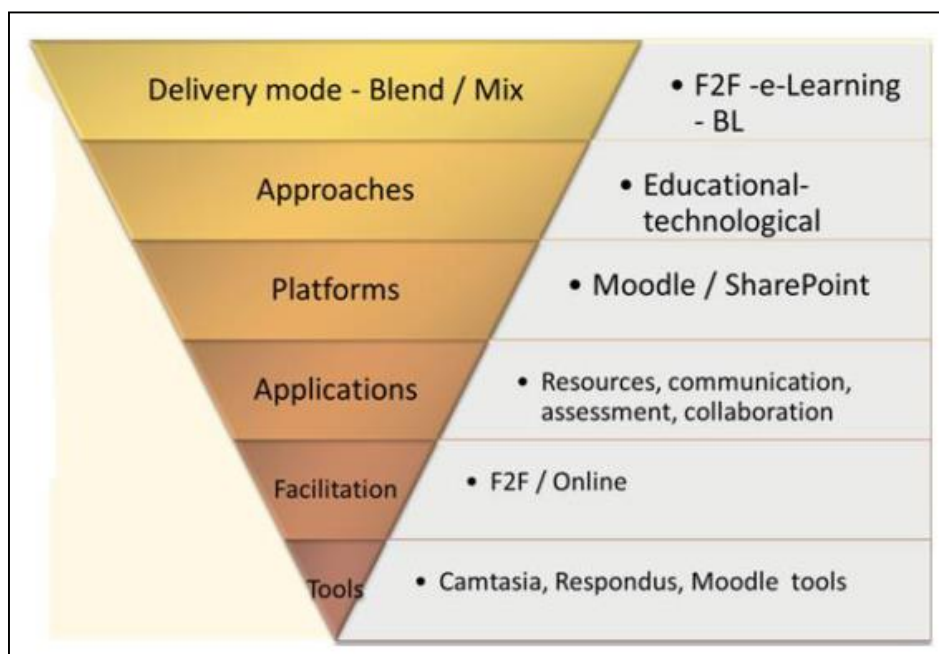 Delivery mode - Blend / Mix
• F2F -e-Learning
- BL
Approaches
• Educational-
technological
Platforms
• Moodle / SharePoint
Applications
• Resources, communication,
assessment, collaboration
Facilitation
• F2F / Online
Tools
• Camtasia, Respondus, Moodle tools